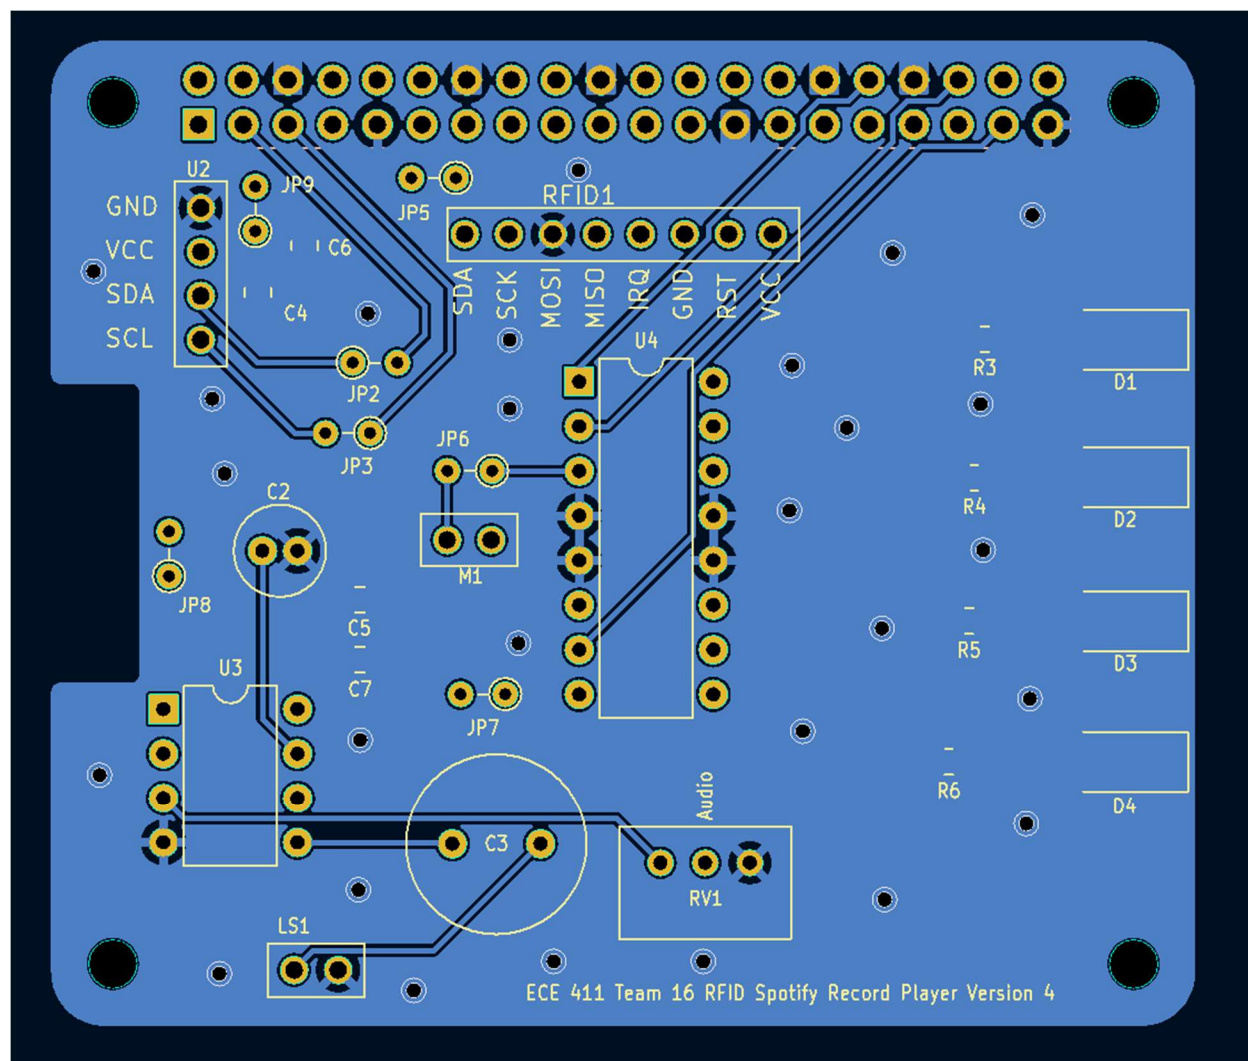 U2
JP9
JP5
RFID1
GND
VCC
SDA
SCL
C6
C4
SDA
SCK
MOSI
MISO
IRQ
GND
RST
VCC
U4
R3
D1
JP2
JP3
JP6
C2
R4
D2
M1
JP8
C5
R5
D3
U3
C7
JP7
Audio
R6
D4
C3
RV1
LS1
ECE 411 Team 16 RFID Spotify Record Player Version 4